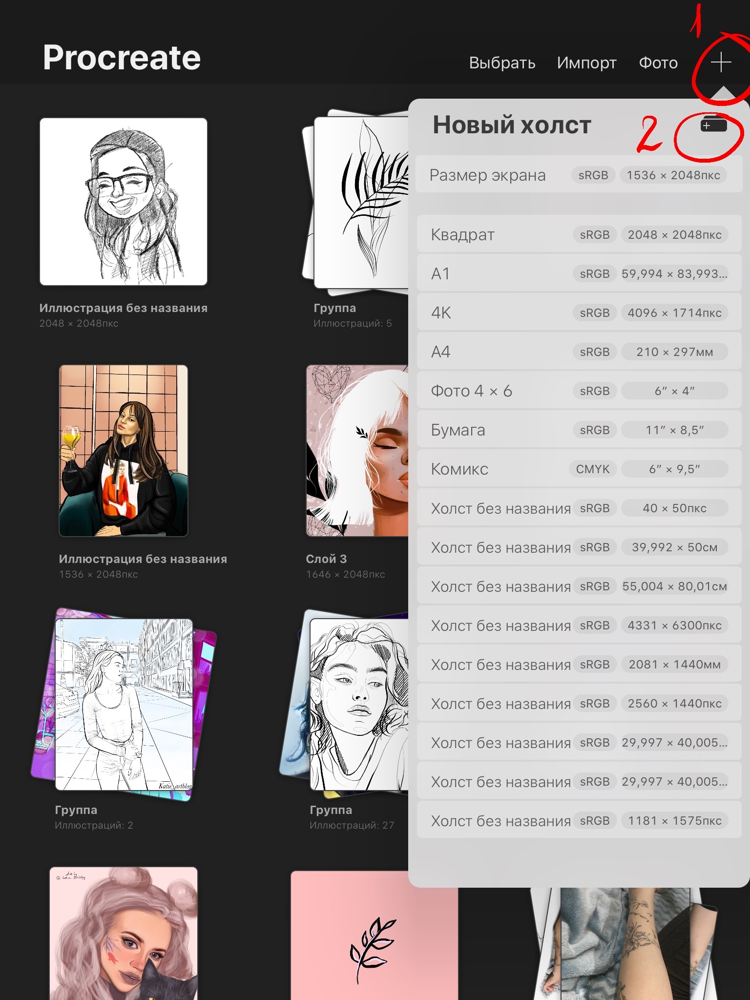 1
Procreate
Выбрать Импорт Фото
Новый холст
2
Размер экрана sRGB 1536 × 2048пкс
Квадрат sRGB 2048 × 2048пкс
A1 sRGB 59,994 × 83,993...
4K sRGB 4096 × 1714пкс
A4 sRGB 210 × 297мм
Фото 4 × 6 sRGB 6″ × 4″
Бумага sRGB 11″ × 8,5″
Комикс CMYK 6″ × 9,5″
Холст без названия sRGB 40 × 50пкс
Холст без названия sRGB 39,992 × 50см
Холст без названия sRGB 55,004 × 80,01см
Холст без названия sRGB 4331 × 6300пкс
Холст без названия sRGB 2081 × 1440мм
Холст без названия sRGB 2560 × 1440пкс
Холст без названия sRGB 29,997 × 40,005...
Холст без названия sRGB 29,997 × 40,005...
Холст без названия sRGB 1181 × 1575пкс
Иллюстрация без названия
2048 × 2048пкс
Группа
Иллюстраций: 5
Иллюстрация без названия
1536 × 2048пкс
Слой 3
1646 × 2048пкс
Katie_artblog
Группа
Иллюстраций: 2
Группа
Иллюстраций: 27